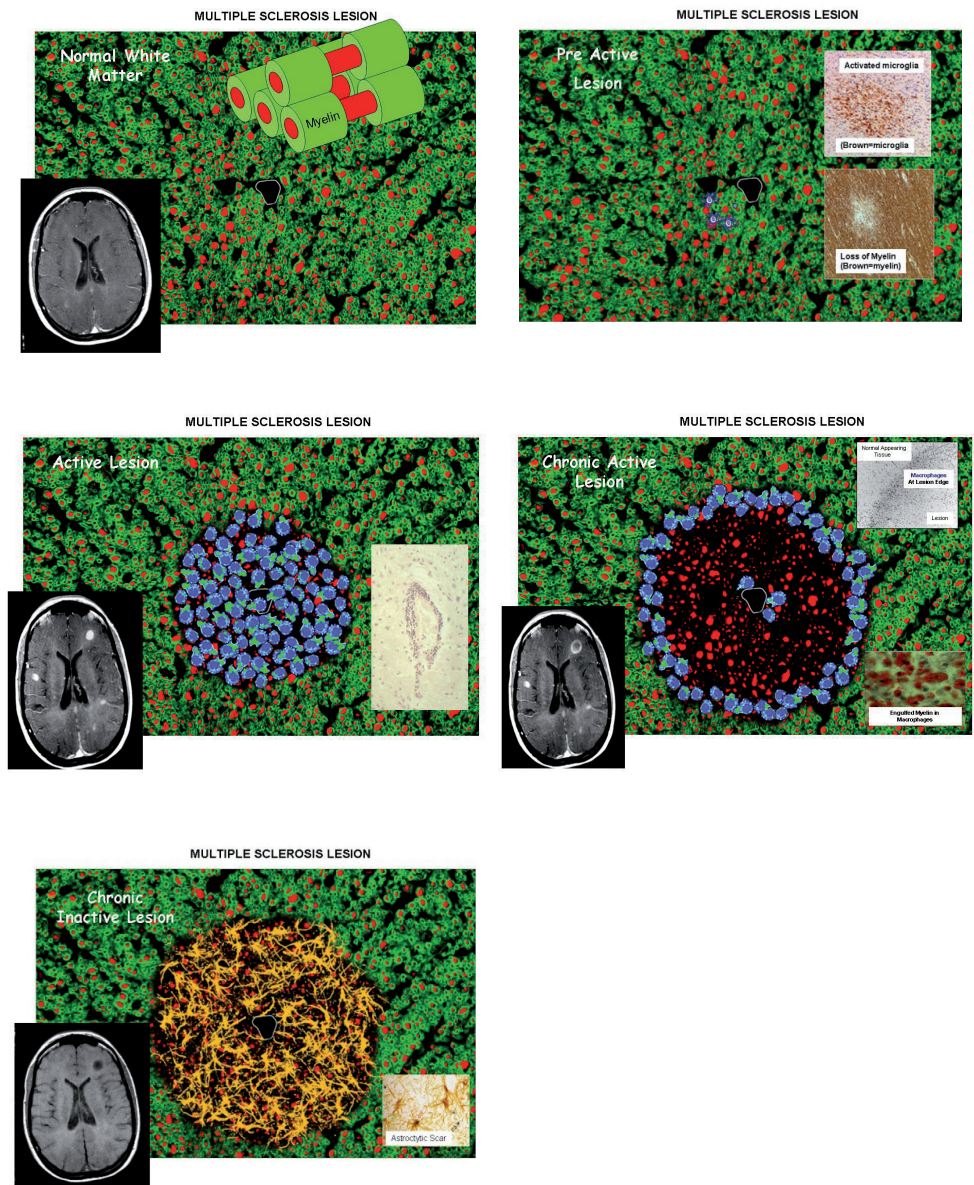 MULTIPLE SCLEROSIS LESION
Normal White
Matter
Myelin
MULTIPLE SCLEROSIS LESION
Pre Active
Lesion
Activated microglia
(Brown=microglia
Loss of Myelin
(Brown=myelin)
MULTIPLE SCLEROSIS LESION
Active Lesion
MULTIPLE SCLEROSIS LESION
Chronic Active
Lesion
Normal Appearing
Tissue
Macrophages
At Lesion Edge
Lesion
Engulfed Myelin in
Macrophages
MULTIPLE SCLEROSIS LESION
Chronic
Inactive Lesion
Astroctytic Scar